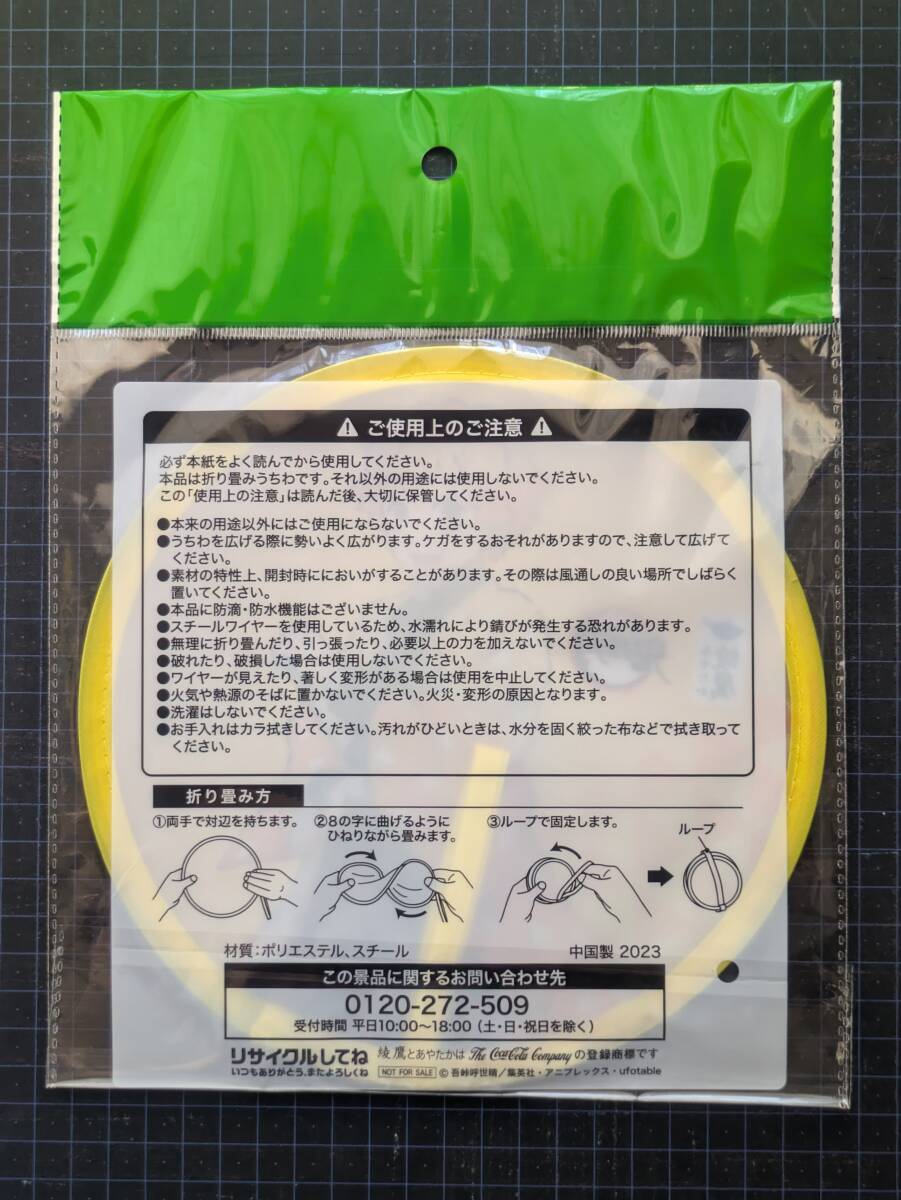 ⚠ ご使用上のご注意 ⚠
必ず本紙をよく読んでから使用してください。
本品は折り畳みうちわです。それ以外の用途には使用しないでください。
この「使用上の注意」は読んだ後、大切に保管してください。
●本来の用途以外にはご使用にならないでください。
●うちわを広げる際に勢いよく広がります。ケガをするおそれがありますので、注意して広げて
ください。
●素材の特性上、開封時ににおいがすることがあります。その際は風通しの良い場所でしばらく
置いてください。
●本品に防滴・防水機能はございません。
●スチールワイヤーを使用しているため、水濡れにより錆びが発生する恐れがあります。
●無理に折り畳んだり、引っ張ったり、必要以上の力を加えないでください。
●破れたり、破損した場合は使用しないでください。
●ワイヤーが見えたり、著しく変形がある場合は使用を中止してください。
●火気や熱源のそばに置かないでください。火災・変形の原因となります。
●洗濯はしないでください。
●お手入れはカラ拭きしてください。汚れがひどいときは、水分を固く絞った布などで拭き取って
ください。
折り畳み方
①両手で対辺を持ちます。
②8の字に曲げるように
ひねりながら畳みます。
③ループで固定します。
ループ
材質:ポリエステル、スチール
中国製 2023
この景品に関するお問い合わせ先
0120-272-509
受付時間 平日10:00～18:00（土・日・祝日を除く）
リサイクルしてね
いつもありがとう、またよろしくね
綾鷹とあやたかは The Coca-Cola Company の登録商標です
NOT FOR SALE ©吾峠呼世晴／集英社・アニプレックス・ufotable